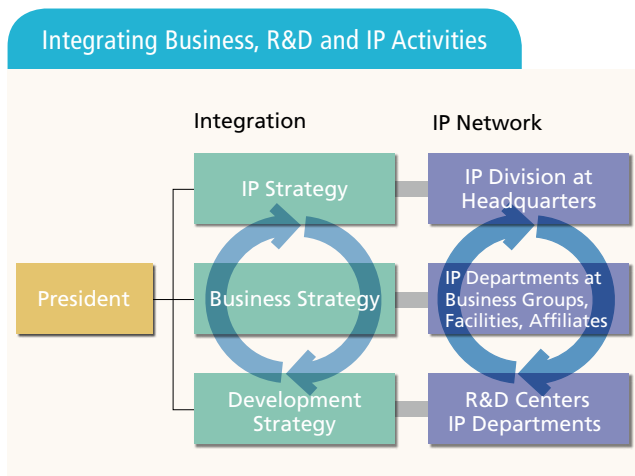 Integrating Business, R&D and IP Activities
Integration
IP Network
President
IP Strategy
Business Strategy
Development
Strategy
IP Division at
Headquarters
IP Departments at
Business Groups,
Facilities, Affiliates
R&D Centers
IP Departments